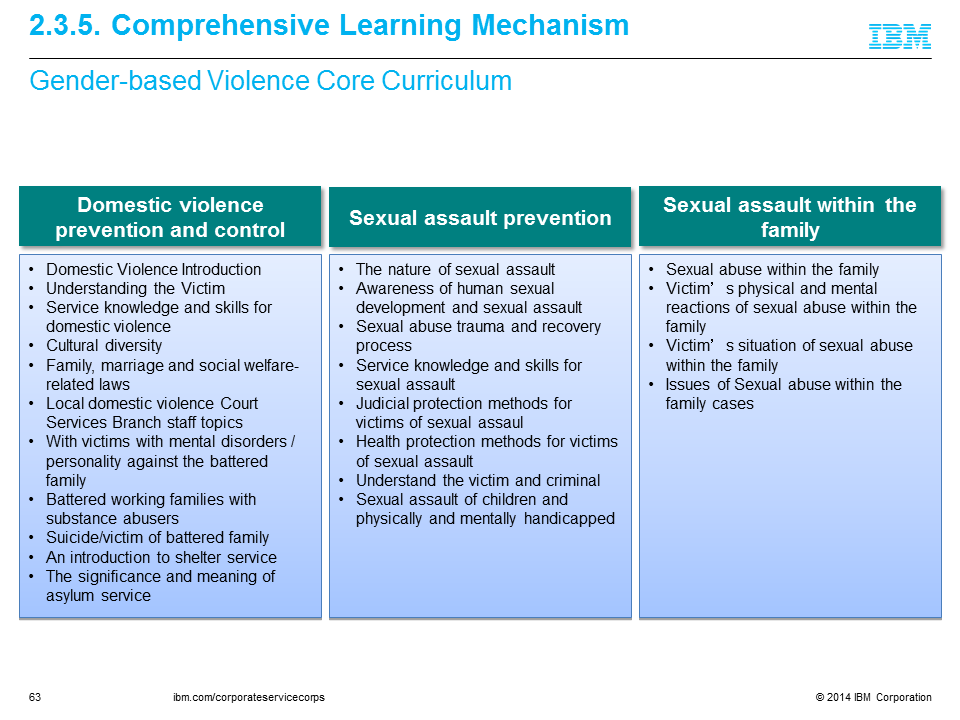 2.3.5. Comprehensive Learning Mechanism
IBM
Gender-based Violence Core Curriculum
Domestic violence
prevention and control
• Domestic Violence Introduction
• Understanding the Victim
• Service knowledge and skills for
domestic violence
• Cultural diversity
• Family, marriage and social welfare-
related laws
• Local domestic violence Court
Services Branch staff topics
• With victims with mental disorders /
personality against the battered
family
• Battered working families with
substance abusers
• Suicide/victim of battered family
• An introduction to shelter service
• The significance and meaning of
asylum service
Sexual assault prevention
• The nature of sexual assault
• Awareness of human sexual
development and sexual assault
• Sexual abuse trauma and recovery
process
• Service knowledge and skills for
sexual assault
• Judicial protection methods for
victims of sexual assaul
• Health protection methods for victims
of sexual assault
• Understand the victim and criminal
• Sexual assault of children and
physically and mentally handicapped
Sexual assault within the
family
• Sexual abuse within the family
• Victim’s physical and mental
reactions of sexual abuse within the
family
• Victim’s situation of sexual abuse
within the family
• Issues of Sexual abuse within the
family cases
63
ibm.com/corporateservicecorps
© 2014 IBM Corporation